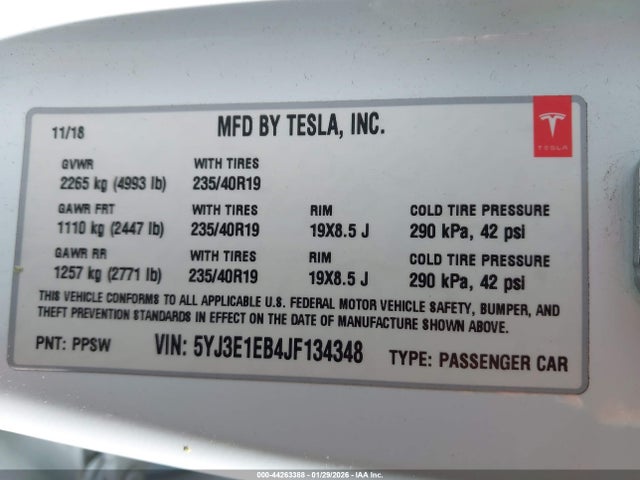 11/18 MFD BY TESLA, INC.
TESLA
GVWR WITH TIRES
2265 kg (4993 lb) 235/40R19
GAWR FRT WITH TIRES RIM COLD TIRE PRESSURE
1110 kg (2447 lb) 235/40R19 19X8.5 J 290 kPa, 42 psi
GAWR RR WITH TIRES RIM COLD TIRE PRESSURE
1257 kg (2771 lb) 235/40R19 19X8.5 J 290 kPa, 42 psi
THIS VEHICLE CONFORMS TO ALL APPLICABLE U.S. FEDERAL MOTOR VEHICLE SAFETY, BUMPER, AND
THEFT PREVENTION STANDARDS IN EFFECT ON THE DATE OF MANUFACTURE SHOWN ABOVE.
PNT: PPSW VIN: 5YJ3E1EB4JF134348 TYPE: PASSENGER CAR
000-44263368 - 01/29/2026 - IAA Inc.